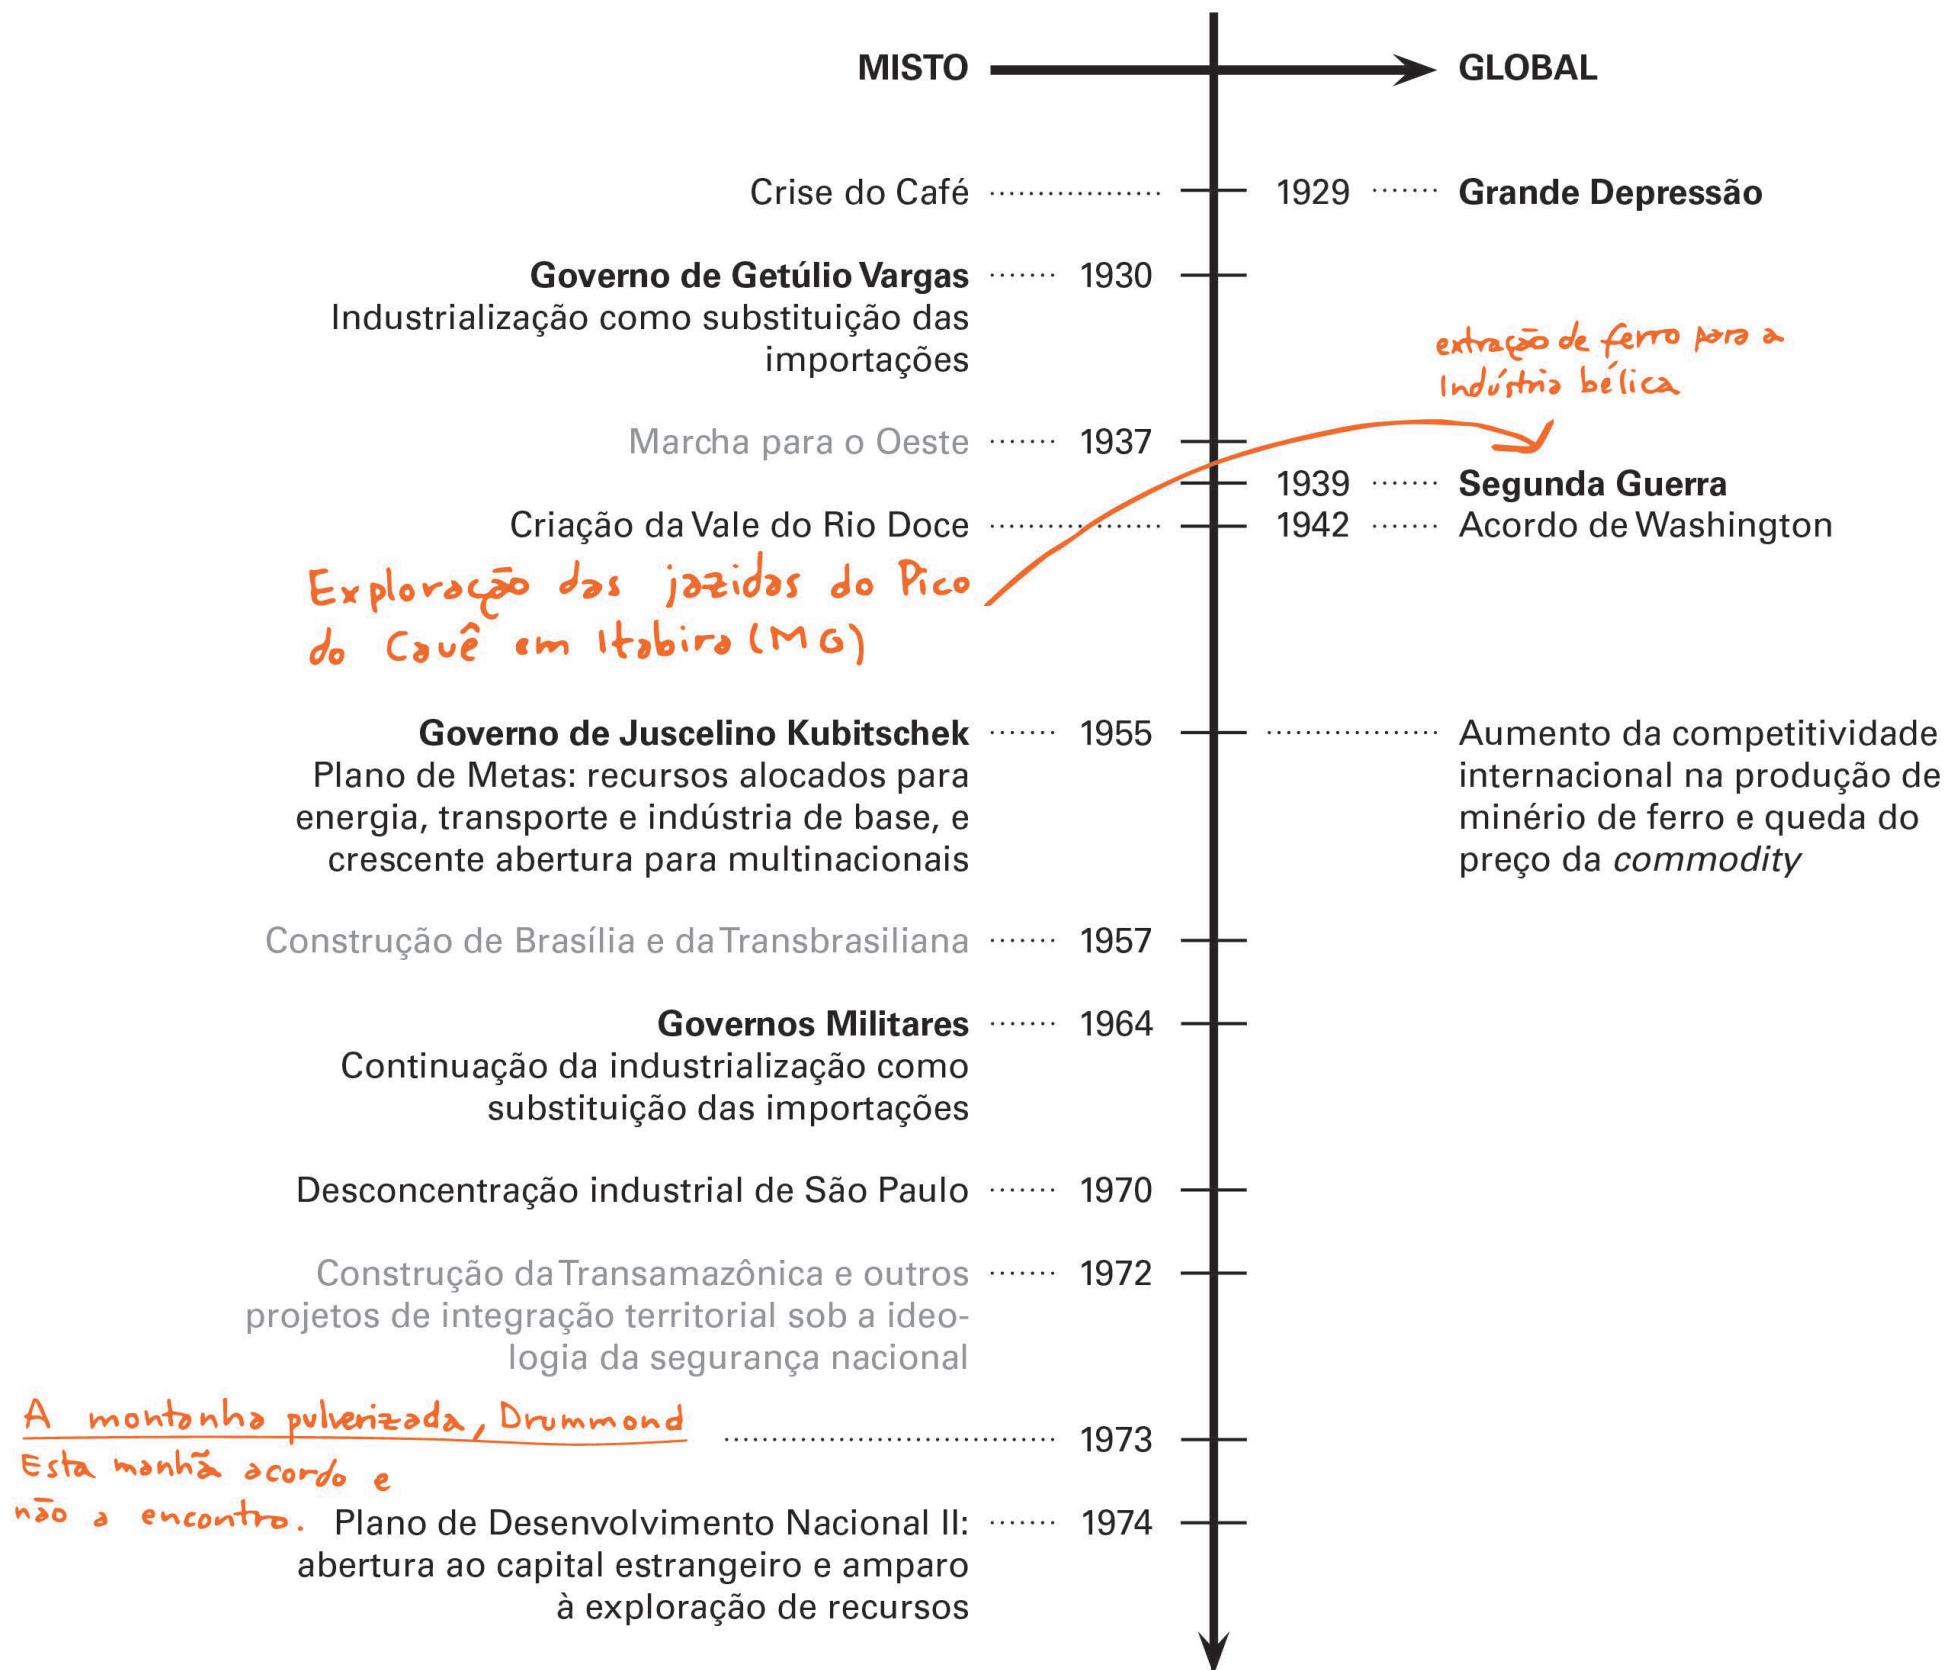 MISTO GLOBAL
Crise do Café 1929 Grande Depressão
Governo de Getúlio Vargas 1930
Industrialização como substituição das
importações
extração de ferro para a
Indústria bélica
Marcha para o Oeste 1937
1939 Segunda Guerra
Criação da Vale do Rio Doce 1942 Acordo de Washington
Exploração das jazidas do Pico
do Cauê em Itabira (MG)
Governo de Juscelino Kubitschek 1955 Aumento da competitividade
Plano de Metas: recursos alocados para internacional na produção de
energia, transporte e indústria de base, e minério de ferro e queda do
crescente abertura para multinacionais preço da commodity
Construção de Brasília e da Transbrasiliana 1957
Governos Militares 1964
Continuação da industrialização como
substituição das importações
Desconcentração industrial de São Paulo 1970
Construção da Transamazônica e outros 1972
projetos de integração territorial sob a ideo-
logia da segurança nacional
A montanha pulverizada, Drummond 1973
Esta manhã acordo e
não a encontro.
Plano de Desenvolvimento Nacional II: 1974
abertura ao capital estrangeiro e amparo
à exploração de recursos